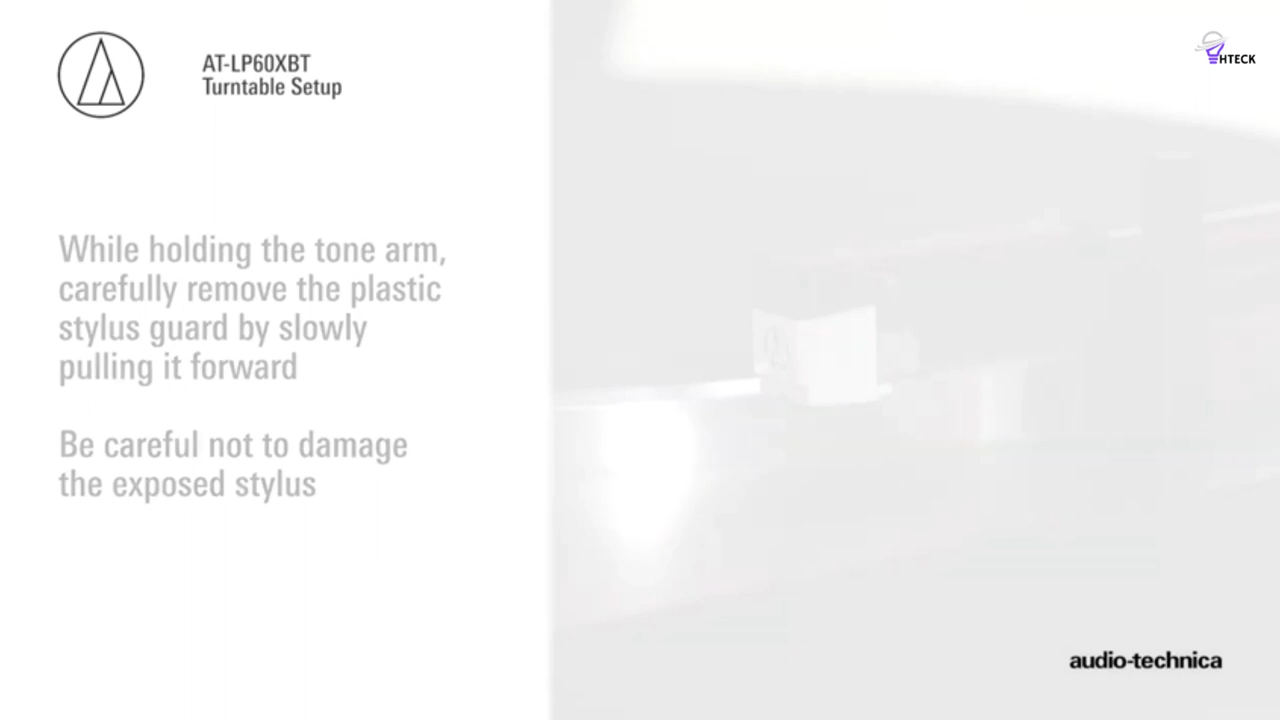 AT-LP60XBT
Turntable Setup
HTECK
While holding the tone arm,
carefully remove the plastic
stylus guard by slowly
pulling it forward
Be careful not to damage
the exposed stylus
audio-technica